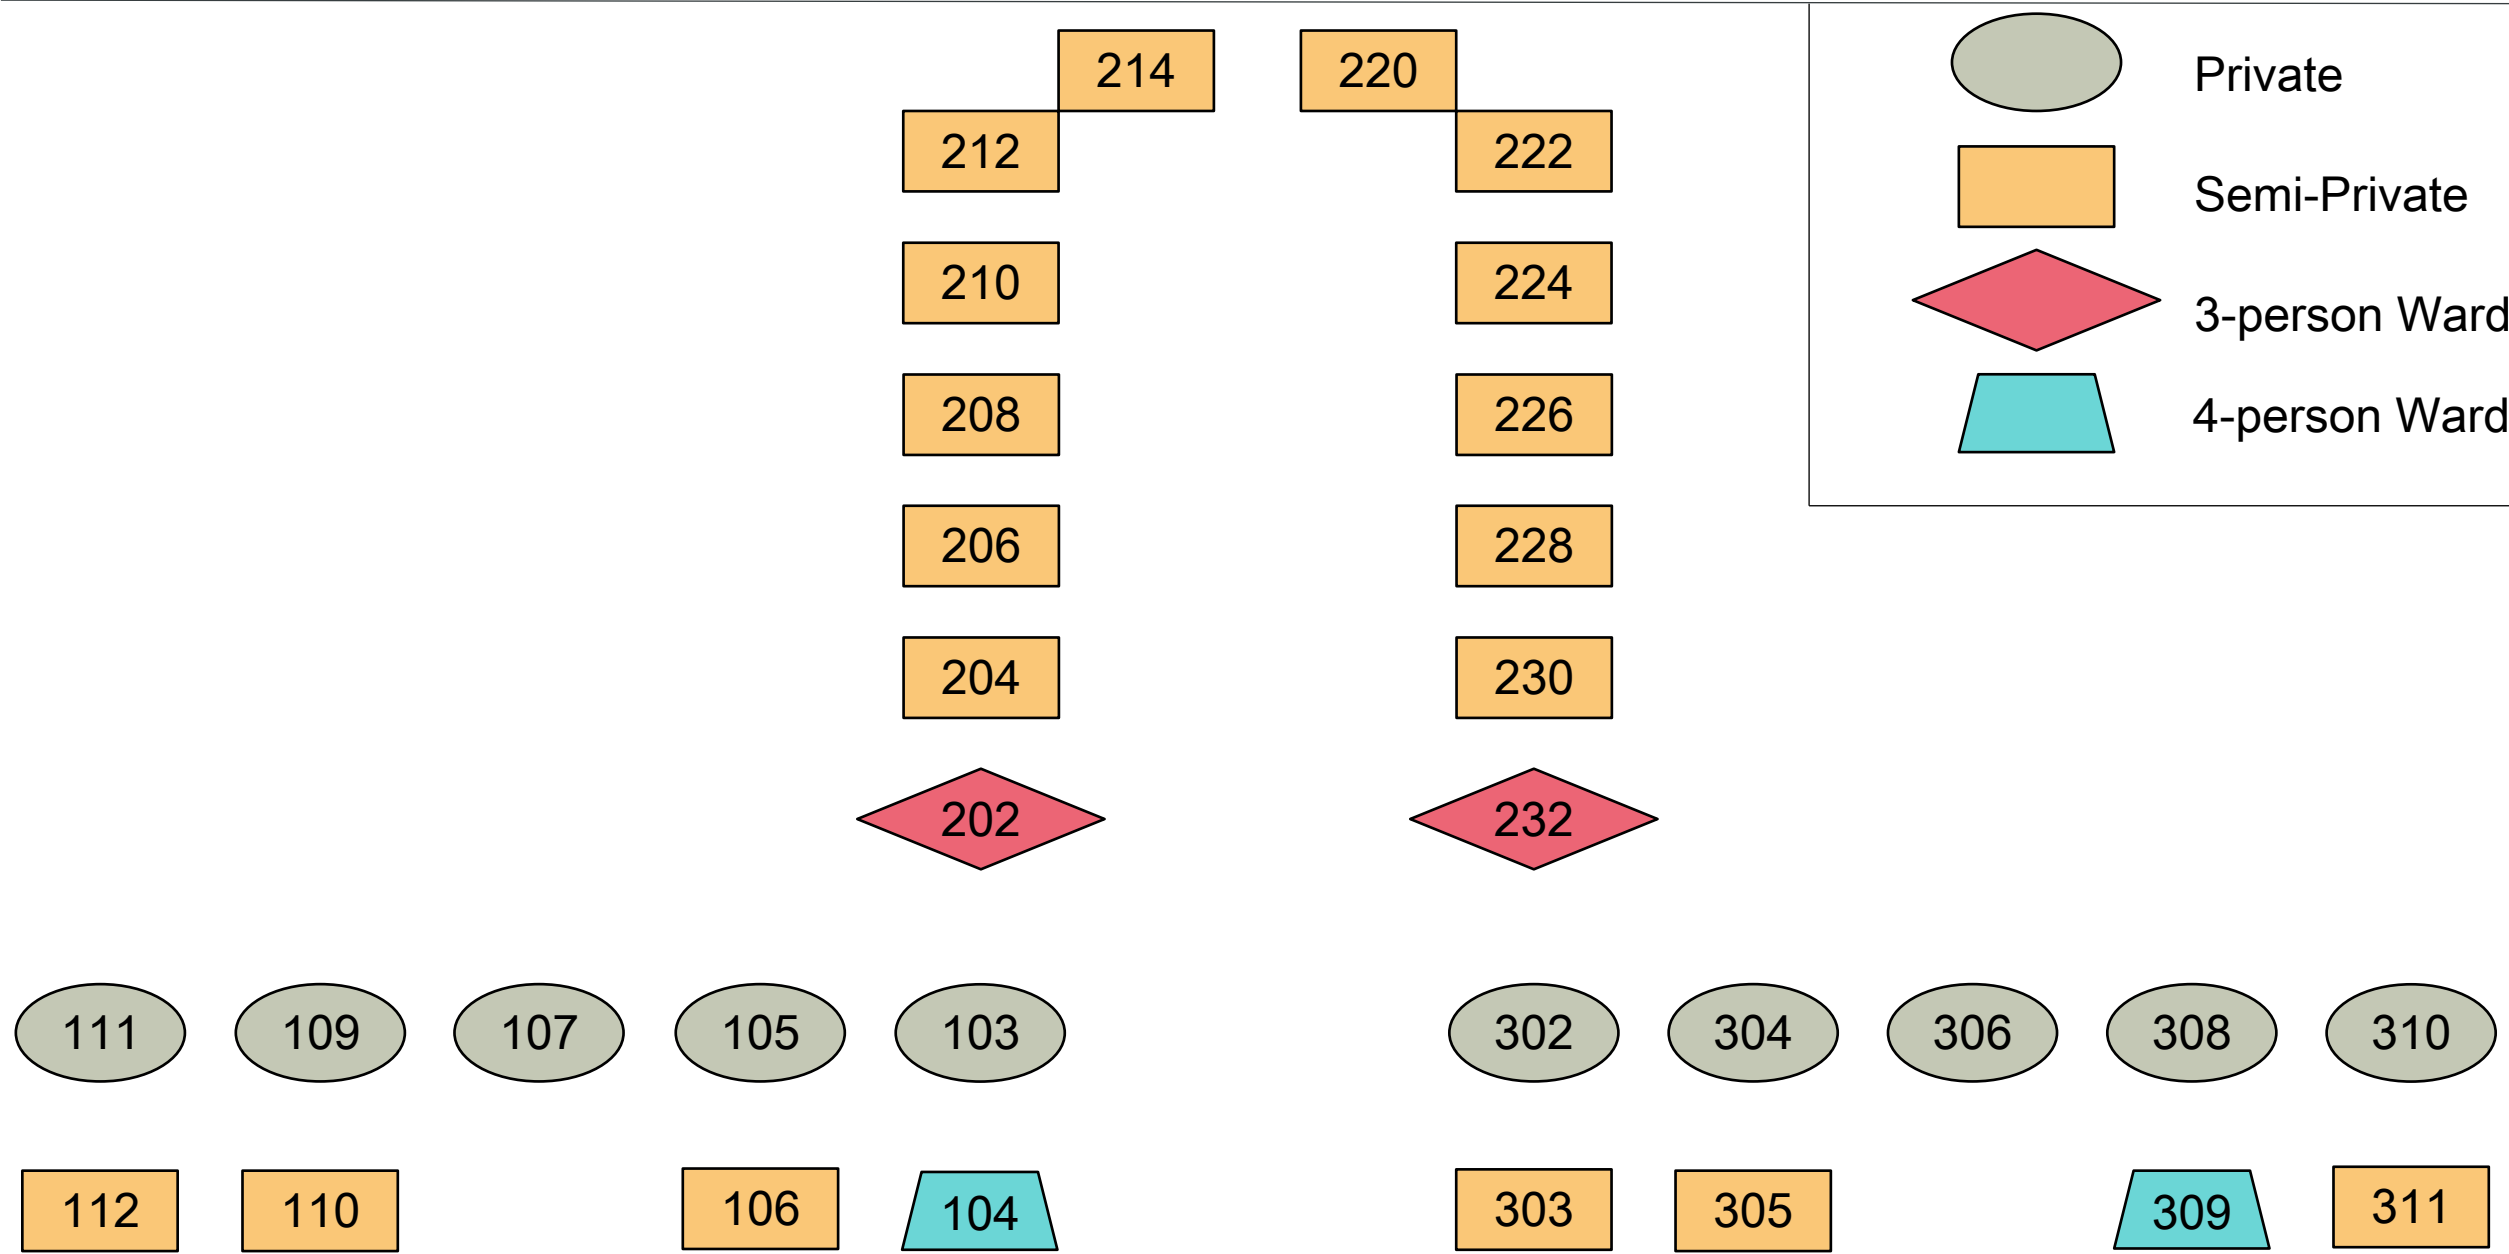 214 220 Private
212 222
Semi-Private
210 224
3-person Ward
208 226 4-person Ward
206 228
204 230
202 232
111 109 107 105 103 302 304 306 308 310
112 110 106 104 303 305 309 311